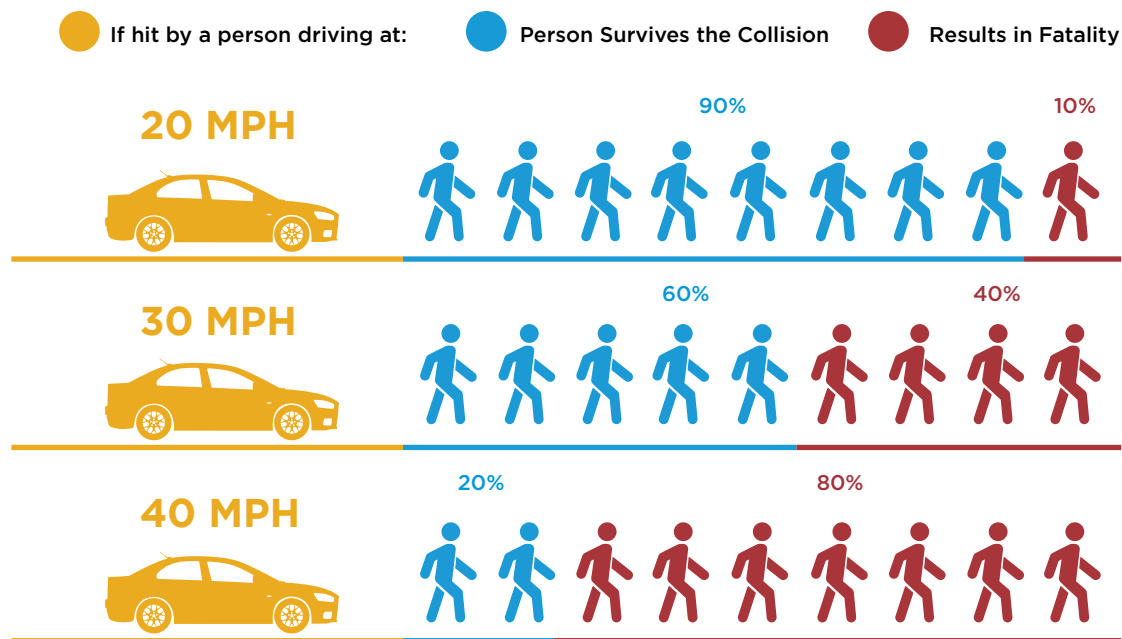 If hit by a person driving at:
Person Survives the Collision
Results in Fatality
20 MPH
90%
10%
30 MPH
60%
40%
40 MPH
20%
80%